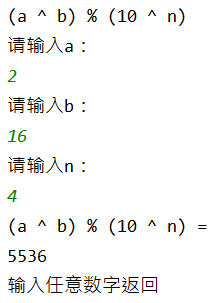 (a ^ b) % (10 ^ n)
请输入a：
2
请输入b：
16
请输入n：
4
(a ^ b) % (10 ^ n) =
5536
输入任意数字返回